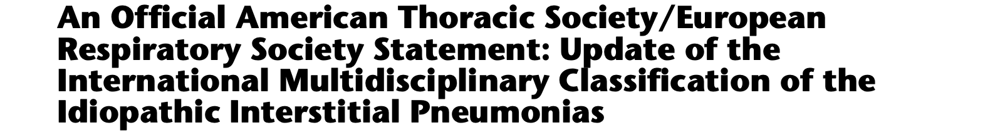 An Official American Thoracic Society/European
Respiratory Society Statement: Update of the
International Multidisciplinary Classification of the
Idiopathic Interstitial Pneumonias